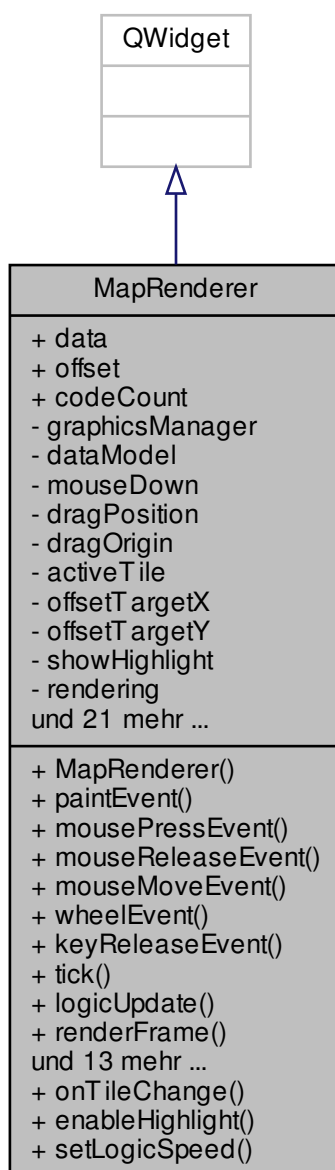 QWidget
MapRenderer
+ data
+ offset
+ codeCount
- graphicsManager
- dataModel
- mouseDown
- dragPosition
- dragOrigin
- activeTile
- offsetTargetX
- offsetTargetY
- showHighlight
- rendering
und 21 mehr ...
+ MapRenderer()
+ paintEvent()
+ mousePressEvent()
+ mouseReleaseEvent()
+ mouseMoveEvent()
+ wheelEvent()
+ keyReleaseEvent()
+ tick()
+ logicUpdate()
+ renderFrame()
und 13 mehr ...
+ onTileChange()
+ enableHighlight()
+ setLogicSpeed()